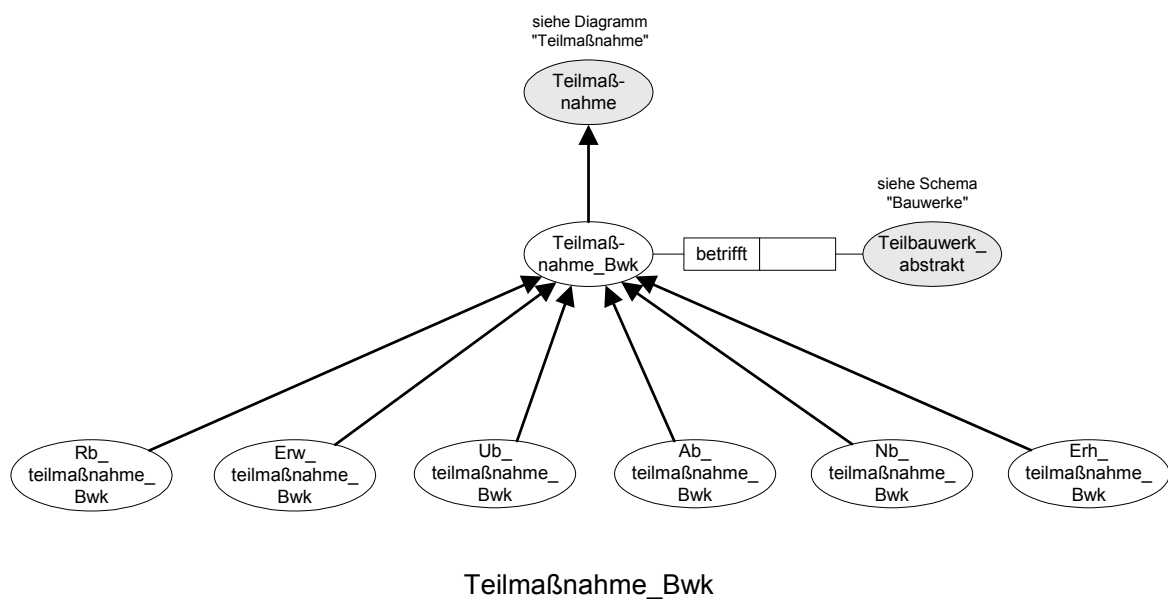 siehe Diagramm
"Teilmaßnahme"
Teilmaß-
nahme
siehe Schema
"Bauwerke"
Teilmaß-
nahme_Bwk
betrifft
Teilbauwerk_
abstrakt
Rb_
teilmaßnahme_
Bwk
Erw_
teilmaßnahme_
Bwk
Ub_
teilmaßnahme_
Bwk
Ab_
teilmaßnahme_
Bwk
Nb_
teilmaßnahme_
Bwk
Erh_
teilmaßnahme_
Bwk
Teilmaßnahme_Bwk